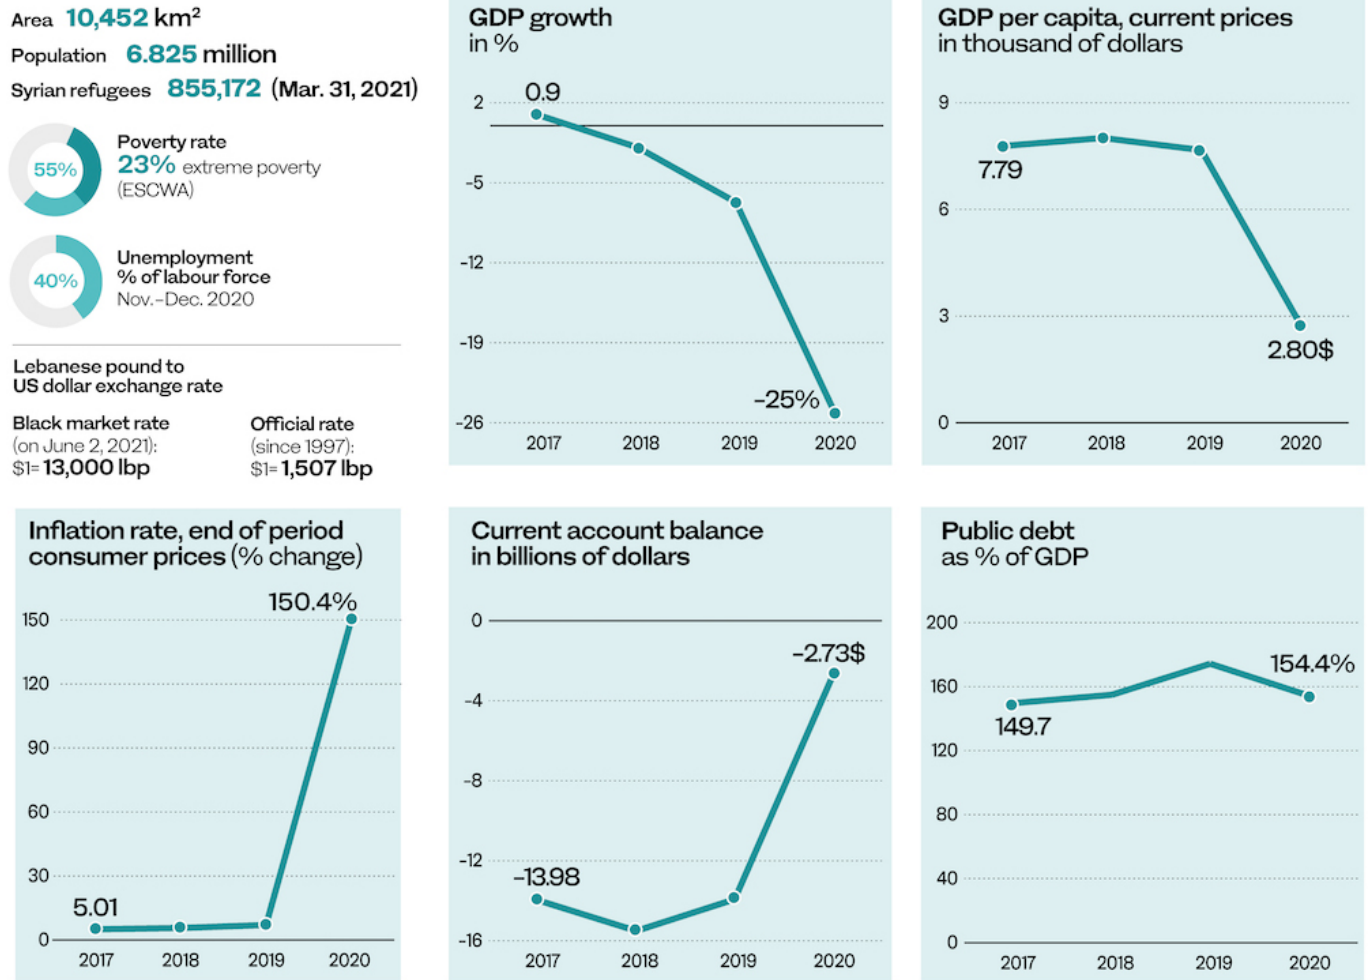 Area 10,452 km²
Population 6.825 million
Syrian refugees 855,172 (Mar. 31, 2021)
55%
Poverty rate
23% extreme poverty
(ESCWA)
40%
Unemployment
% of labour force
Nov.–Dec. 2020
Lebanese pound to
US dollar exchange rate
Black market rate
(on June 2, 2021):
$1= 13,000 lbp
Official rate
(since 1997):
$1= 1,507 lbp
GDP growth
in %
2
-5
-12
-19
-26
0.9
-25%
2017 2018 2019 2020
GDP per capita, current prices
in thousand of dollars
9
6
3
0
7.79
2.80$
2017 2018 2019 2020
Inflation rate, end of period
consumer prices (% change)
150
120
90
60
30
0
5.01
150.4%
2017 2018 2019 2020
Current account balance
in billions of dollars
0
-4
-8
-12
-16
-13.98
-2.73$
2017 2018 2019 2020
Public debt
as % of GDP
200
160
120
80
40
0
149.7
154.4%
2017 2018 2019 2020